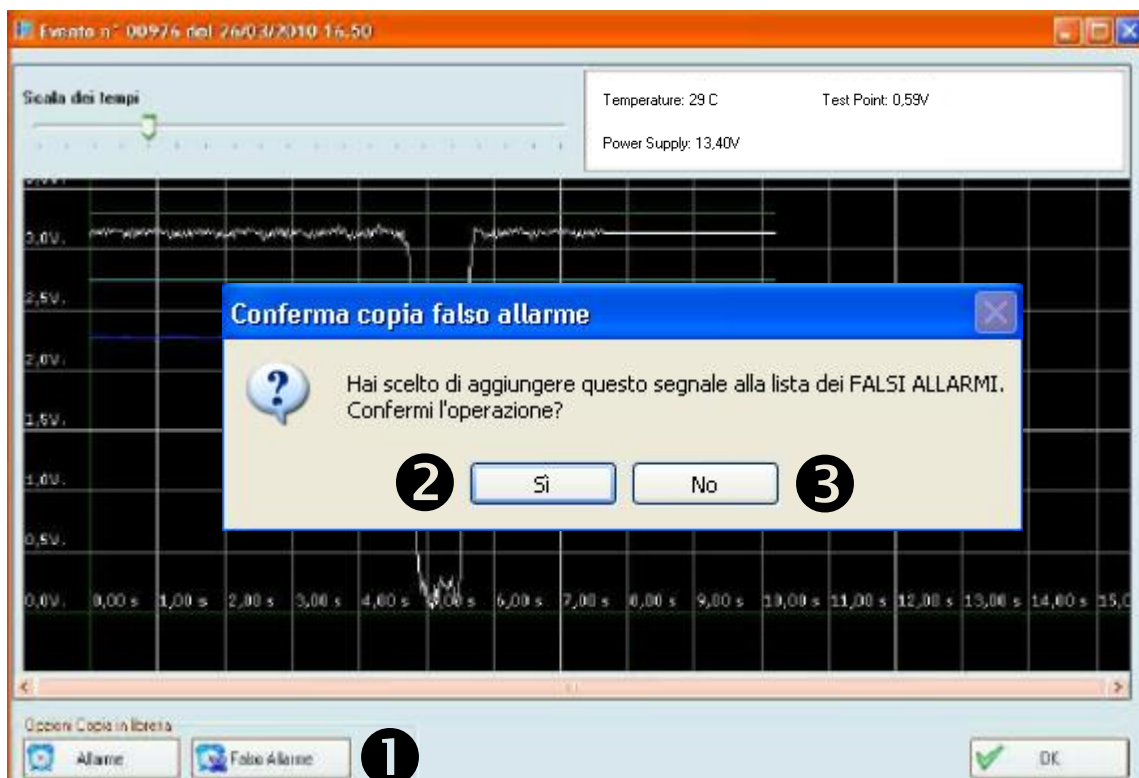 Evento n° 00976 del 26/03/2010 16.50
Scala dei tempi
Temperature: 29 C Test Point: 0,59V
Power Supply: 13,40V
3,0V.
2,5V.
2,0V.
1,5V.
1,0V.
0,5V.
0,0V. 0,00 s 1,00 s 2,00 s 3,00 s 4,00 s 5,00 s 6,00 s 7,00 s 8,00 s 9,00 s 10,00 s 11,00 s 12,00 s 13,00 s 14,00 s 15,0
Conferma copia falso allarme
Hai scelto di aggiungere questo segnale alla lista dei FALSI ALLARMI.
Confermi l'operazione?
2 Sì No 3
Opzioni Copia in libreria
Allarme Falso Allarme 1 OK